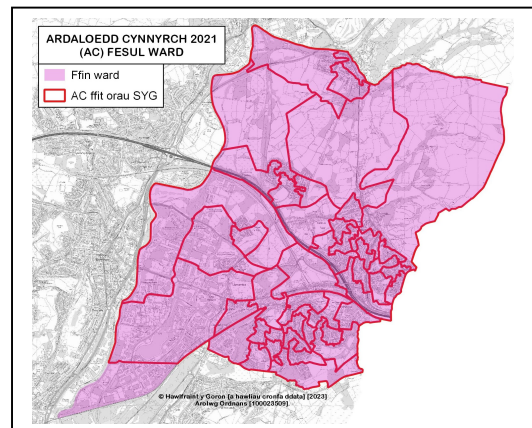 ARDALOEDD CYNNYRCH 2021
(AC) FESUL WARD
Ffin ward
AC ffit orau SYG
© Hawlfraint y Goron [a hawliau cronfa ddata] [2023]
Arolwg Ordnans [100023509].